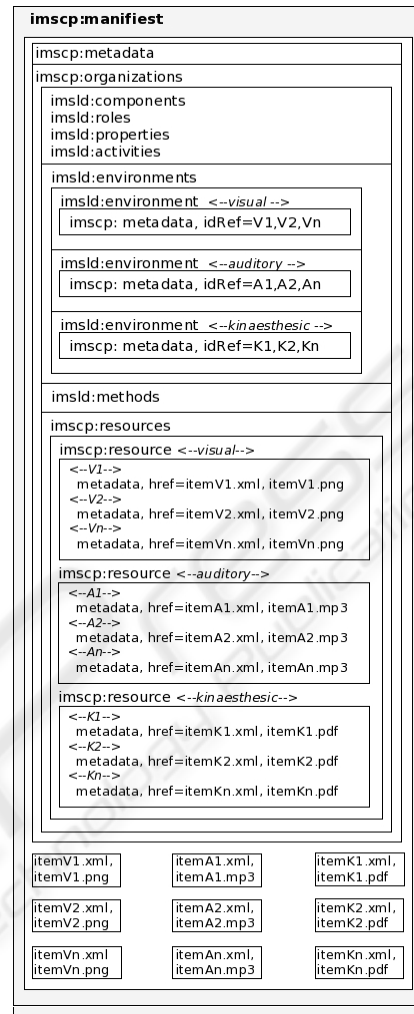 imscp:manifiest
imscp:metadata
imscp:organizations
imsld:components
imsld:roles
imsld:properties
imsld:activities
imsld:environments
imsld:environment <--visual -->
imscp: metadata, idRef=V1,V2,Vn
imsld:environment <--auditory -->
imscp: metadata, idRef=A1,A2,An
imsld:environment <--kinaesthesic -->
imscp: metadata, idRef=K1,K2,Kn
imsld:methods
imscp:resources
imscp:resource <--visual-->
<--V1-->
metadata, href=itemV1.xml, itemV1.png
<--V2-->
metadata, href=itemV2.xml, itemV2.png
<--Vn-->
metadata, href=itemVn.xml, itemVn.png
imscp:resource <--auditory-->
<--A1-->
metadata, href=itemA1.xml, itemA1.mp3
<--A2-->
metadata, href=itemA2.xml, itemA2.mp3
<--An-->
metadata, href=itemAn.xml, itemAn.mp3
imscp:resource <--kinaesthesic-->
<--K1-->
metadata, href=itemK1.xml, itemK1.pdf
<--K2-->
metadata, href=itemK2.xml, itemK2.pdf
<--Kn-->
metadata, href=itemKn.xml, itemKn.pdf
itemV1.xml, itemA1.xml, itemK1.xml,
itemV1.png itemA1.mp3 itemK1.pdf
itemV2.xml, itemA2.xml, itemK2.xml,
itemV2.png itemA2.mp3 itemK2.pdf
itemVn.xml itemAn.xml, itemKn.xml,
itemVn.png itemAn.mp3 itemKn.pdf